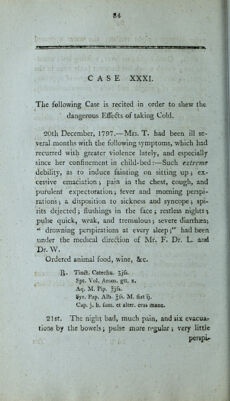 84
CASE XXXI.
The following Case is recited in order to shew the
dangerous Effects of taking Cold.
20th December, 1797.—Mrs. T. had been ill se-
veral months with the following symptoms, which had
recurred with greater violence lately, and especially
since her confinement in child-bed:—Such extreme
debility, as to induce fainting on sitting up; ex-
cessive emaciation; pain in the chest, cough, and
purulent expectoration; fever and morning perspi-
rations; a disposition to sickness and syncope; spi-
rits dejected; flushings in the face; restless nights;
pulse quick, weak, and tremulous; severe diarrhæa;
“ drowning perspirations at every sleep;” had been
under the medical direction of Mr. F. Dr. L. and
Dr. W.
Ordered animal food, wine, &c.
℞. Tinct. Catechu. ʒjſs.
Spt. Vol. Arom. gtt. x.
Aq. M. Pip. ℥jſs.
Syr. Pap. Alb. ʒſs. M. fiat ij.
Cap. j. h. ſom. et alter. cras mane.
21st. The night bad, much pain, and six evacua-
tions by the bowels; pulse more regular; very little
perspi-